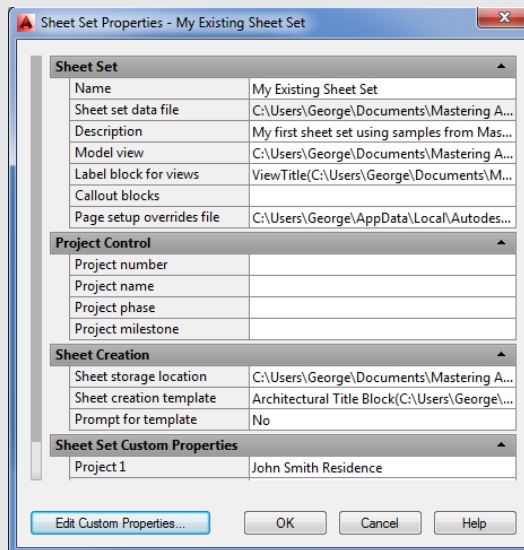 Sheet Set Properties - My Existing Sheet Set
Sheet Set
Name My Existing Sheet Set
Sheet set data file C:\Users\George\Documents\Mastering A...
Description My first sheet set using samples from Mas...
Model view C:\Users\George\Documents\Mastering A...
Label block for views ViewTitle(C:\Users\George\Documents\M...
Callout blocks
Page setup overrides file C:\Users\George\AppData\Local\Autodes...
Project Control
Project number
Project name
Project phase
Project milestone
Sheet Creation
Sheet storage location C:\Users\George\Documents\Mastering A...
Sheet creation template Architectural Title Block(C:\Users\George\...
Prompt for template No
Sheet Set Custom Properties
Project 1 John Smith Residence
Edit Custom Properties... OK Cancel Help